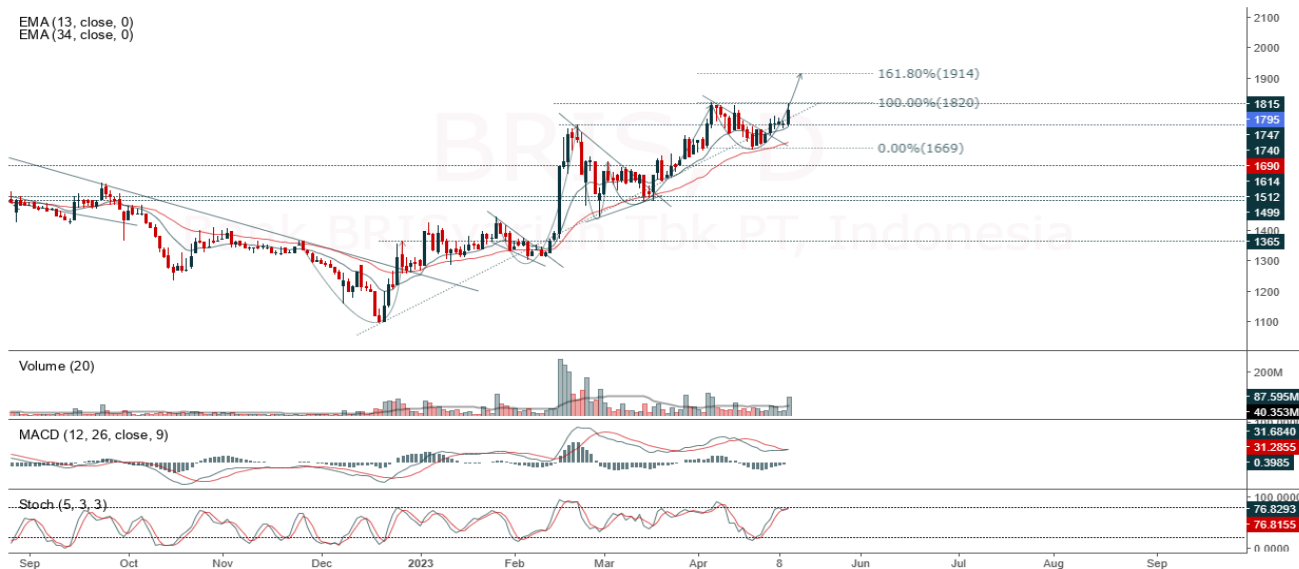 EMA (13, close, 0)
EMA (34, close, 0)
BRIS, D
2100
2000
1900
161.80%(1914)
100.00%(1820)
0.00%(1669)
1815
1795
1747
1740
1690
1614
1512
1499
1400
1365
1300
1200
1100
Volume (20)
200M
87.595M
40.353M
MACD (12, 26, close, 9)
31.6840
31.2855
0.3985
Stoch (5, 3, 3)
100.0000
76.8293
76.8155
0.0000
Sep Oct Nov Dec 2023 Feb Mar Apr 8 Jun Jul Aug Sep